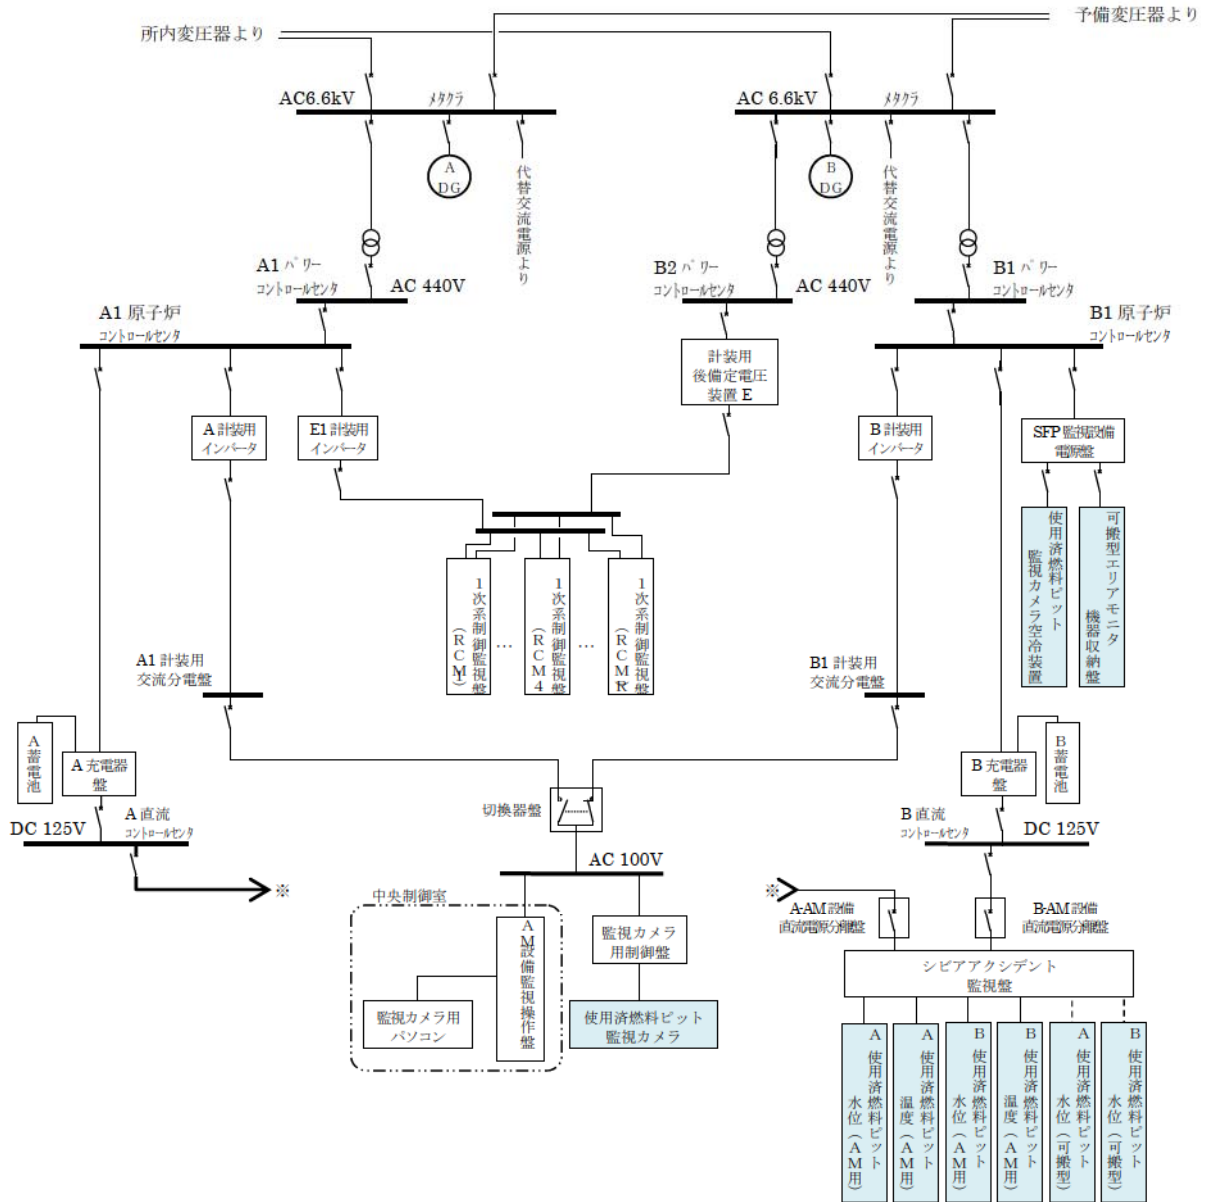 所内変圧器より
予備変圧器より
AC6.6kV
メタクラ
AC 6.6kV
メタクラ
A
DG
代替交流電源より
B
DG
代替交流電源より
A1 パワー
コントロールセンタ
AC 440V
B2 パワー
コントロールセンタ
AC 440V
B1 パワー
コントロールセンタ
A1 原子炉
コントロールセンタ
B1 原子炉
コントロールセンタ
計装用
後備定電圧
装置 E
A 計装用
インバータ
E1 計装用
インバータ
B 計装用
インバータ
SFP 監視設備
電源盤
使用済燃料ピット
監視カメラ空冷装置
可搬型エリアモニタ
機器収納盤
1次系制御監視盤
(RCM1)
…
1次系制御監視盤
(RCM4
…
1次系制御監視盤
(RCMR
A1 計装用
交流分電盤
B1 計装用
交流分電盤
A蓄電池
A 充電器
盤
B 充電器
盤
B蓄電池
切換器盤
DC 125V
A 直流
コントロールセンタ
B 直流
コントロールセンタ
DC 125V
AC 100V
※
※
中央制御室
A-AM 設備
直流電源分離盤
B-AM 設備
直流電源分離盤
AM設備監視操作盤
監視カメラ
用制御盤
シビアアクシデント
監視盤
監視カメラ用
パソコン
使用済燃料ピット
監視カメラ
A 使用済燃料ピット
水位(AM用)
A 使用済燃料ピット
温度(AM用)
B 使用済燃料ピット
水位(AM用)
B 使用済燃料ピット
温度(AM用)
A 使用済燃料ピット
水位(可搬型)
B 使用済燃料ピット
水位(可搬型)